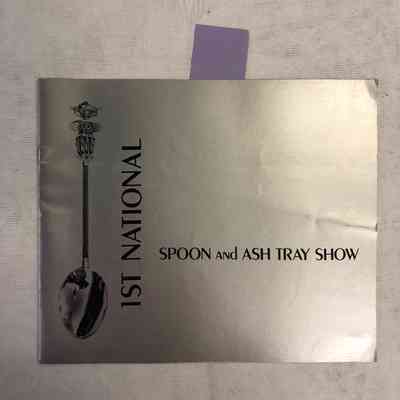 1ST NATIONAL
SPOON ANd ASH TRAY SHOW